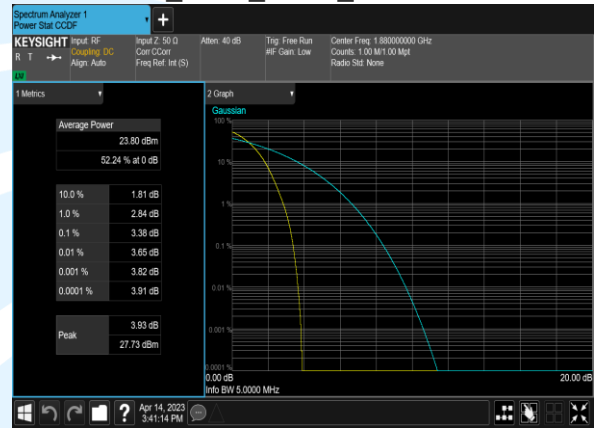 Spectrum Analyzer 1
Power Stat CCDF
KEYSIGHT
R T
LXI
Input: RF
Coupling: DC
Align: Auto
Input Z: 50 Ω
Corr CCorr
Freq Ref: Int (S)
Atten: 40 dB
Trig: Free Run
#IF Gain: Low
Center Freq: 1.880000000 GHz
Counts: 1.00 M/1.00 Mpt
Radio Std: None
1 Metrics
Average Power
23.80 dBm
52.24 % at 0 dB
10.0 % 1.81 dB
1.0 % 2.84 dB
0.1 % 3.38 dB
0.01 % 3.65 dB
0.001 % 3.82 dB
0.0001 % 3.91 dB
Peak
3.93 dB
27.73 dBm
2 Graph
Gaussian
100 %
10 %
1 %
0.1 %
0.01 %
0.001 %
0.0001 %
0.00 dB
20.00 dB
Info BW 5.0000 MHz
?
Apr 14, 2023
3:41:14 PM